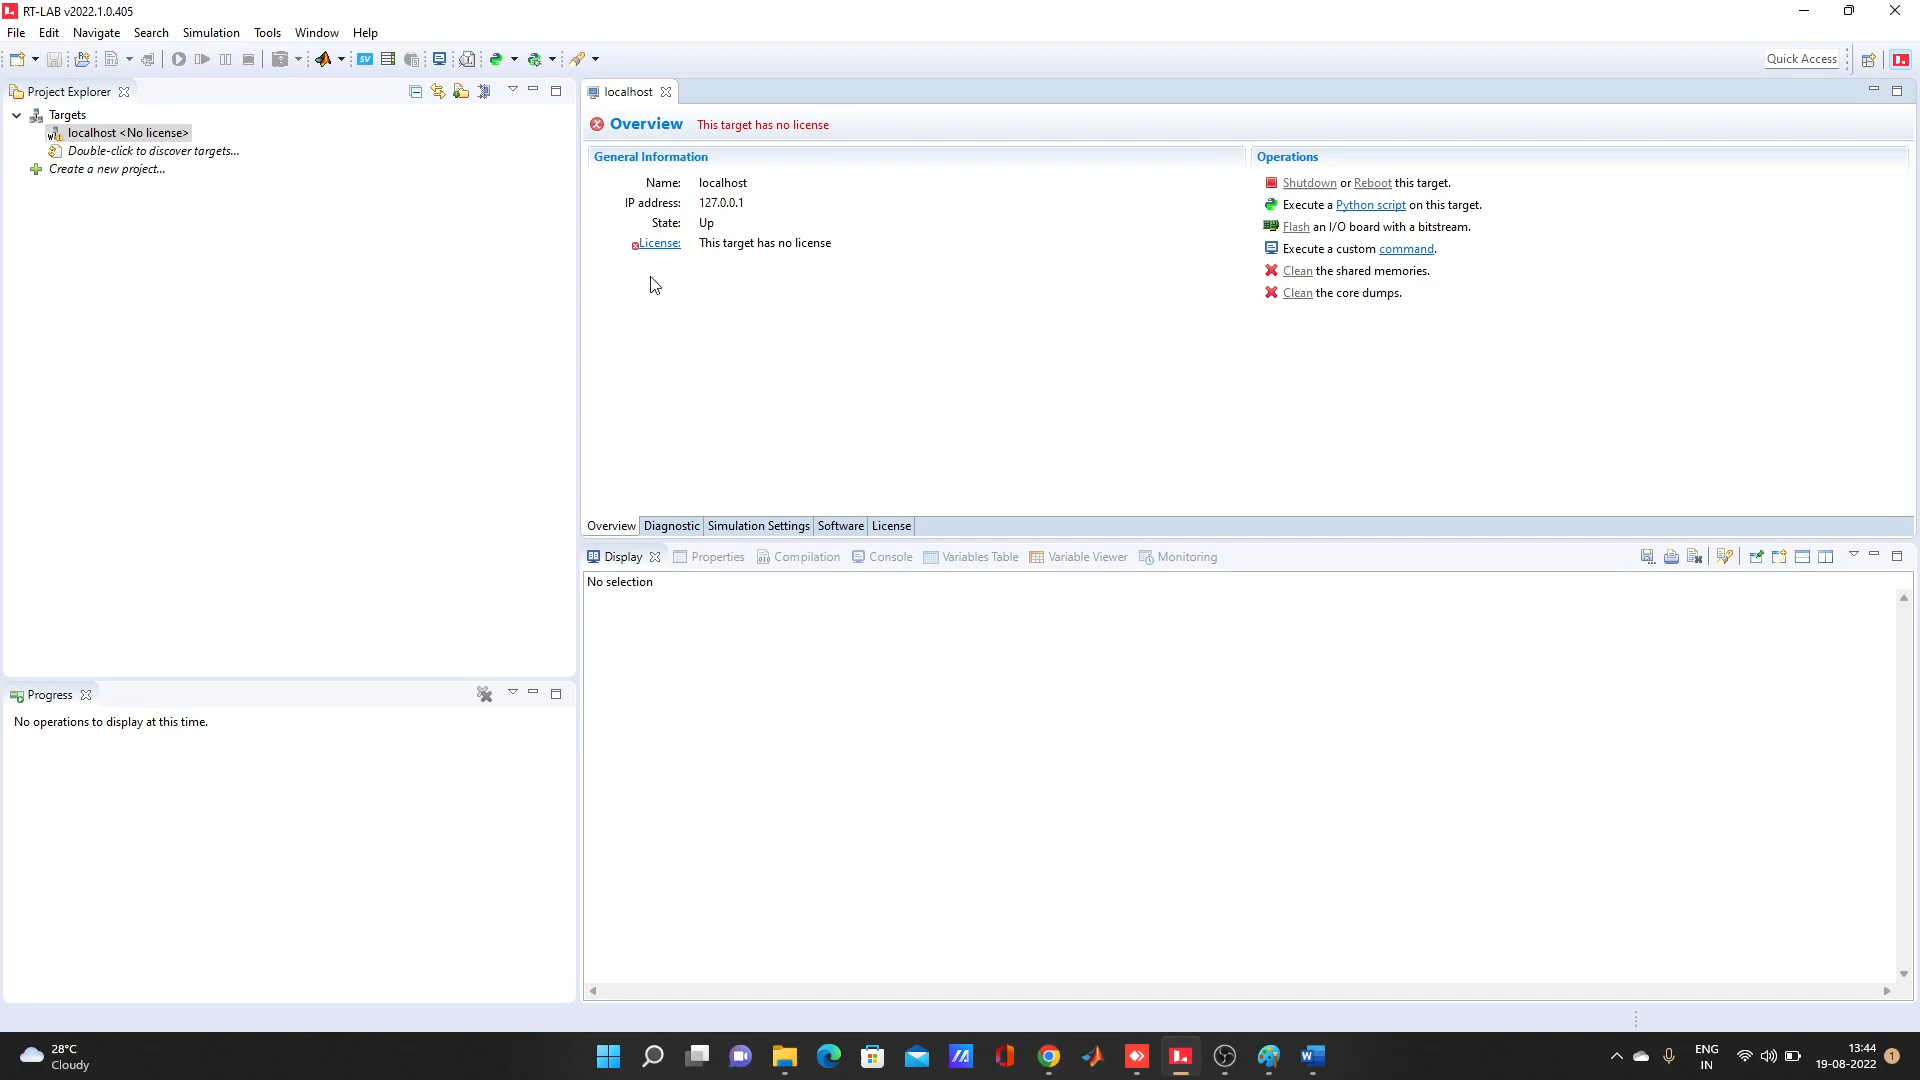 RT-LAB v2022.1.0.405
File Edit Navigate Search Simulation Tools Window Help
SV
Quick Access
Project Explorer
Targets
localhost <No license>
Double-click to discover targets...
Create a new project...
localhost
Overview This target has no license
General Information
Name: localhost
IP address: 127.0.0.1
State: Up
License: This target has no license
Operations
Shutdown or Reboot this target.
Execute a Python script on this target.
Flash an I/O board with a bitstream.
Execute a custom command.
Clean the shared memories.
Clean the core dumps.
Overview Diagnostic Simulation Settings Software License
Display Properties Compilation Console Variables Table Variable Viewer Monitoring
No selection
Progress
No operations to display at this time.
28°C
Cloudy
ENG
IN
13:44
19-08-2022
1